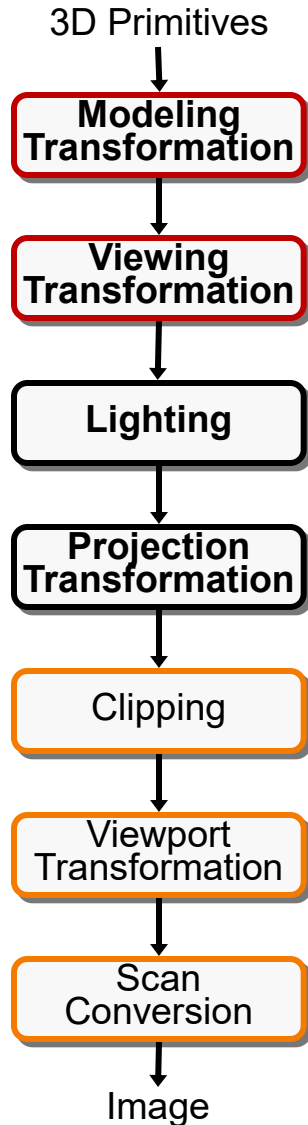 3D Primitives
Modeling
Transformation
Viewing
Transformation
Lighting
Projection
Transformation
Clipping
Viewport
Transformation
Scan
Conversion
Image